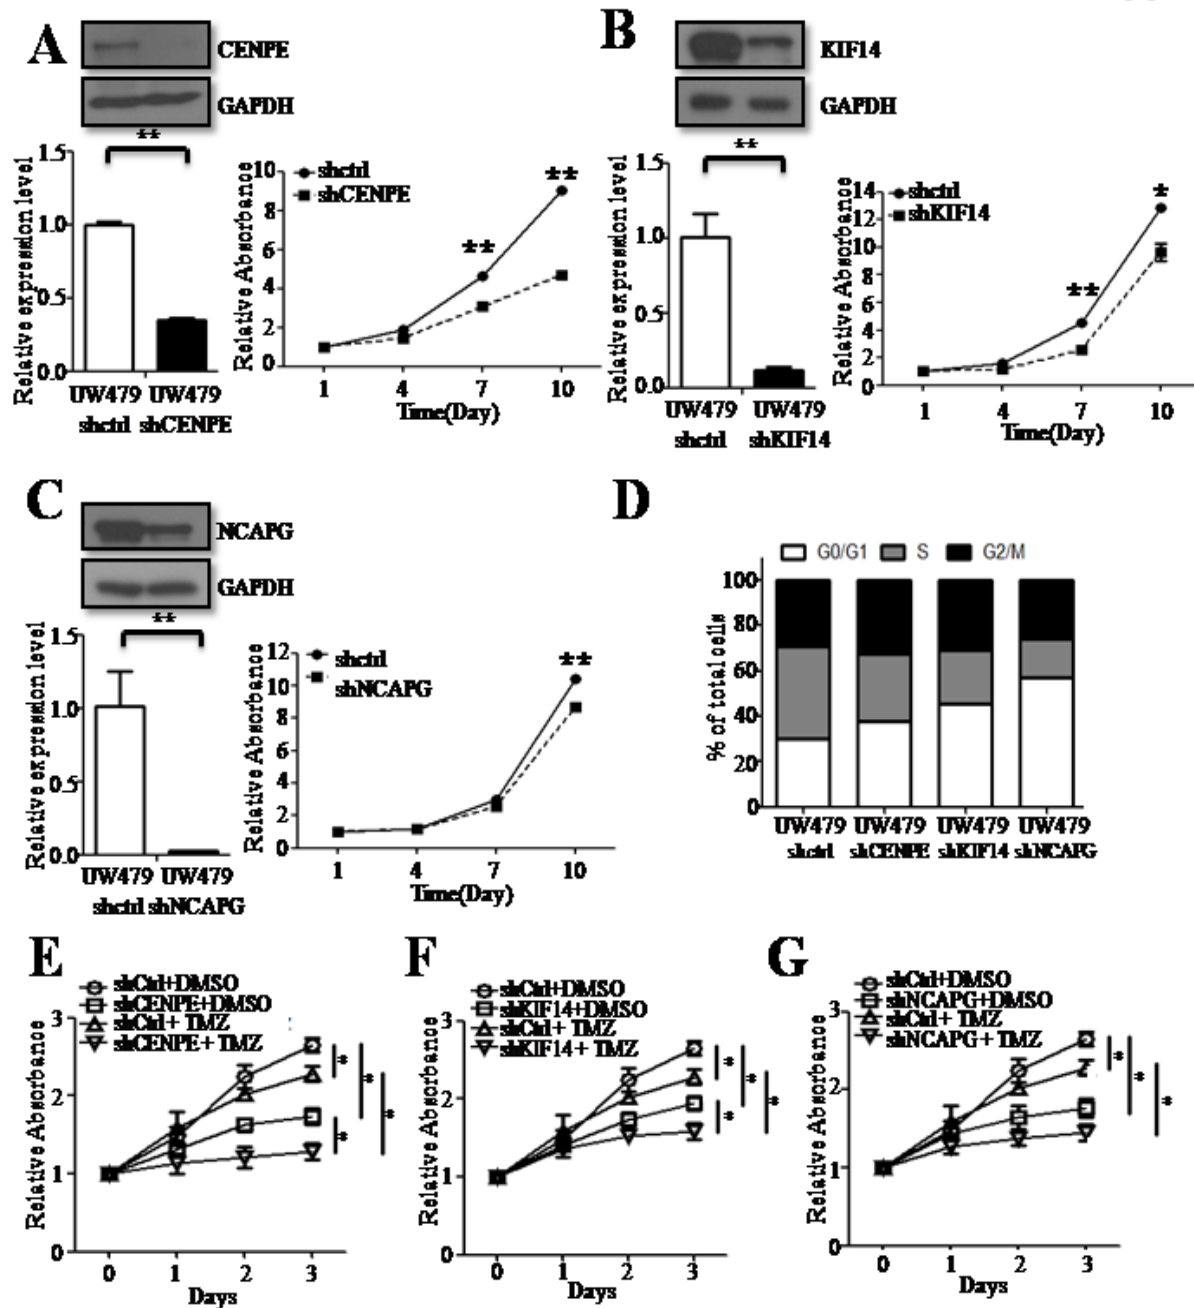 A
CENPE
GAPDH
**
Relative expression level
1.5
1.0
0.5
0.0
UW479 UW479
shctrl shCENPE
shctrl
shCENPE
Relative Absorbance
10
8
6
4
2
0
**
**
1 4 7 10
Time(Day)
B
KIF14
GAPDH
**
Relative expression level
1.5
1.0
0.5
0.0
UW479 UW479
shctrl shKIF14
shctrl
shKIF14
Relative Absorbance
14
12
10
8
6
4
2
0
**
*
1 4 7 10
Time(Day)
C
NCAPG
GAPDH
**
Relative expression level
1.5
1.0
0.5
0.0
UW479 UW479
shctrl shNCAPG
shctrl
shNCAPG
Relative Absorbance
12
10
8
6
4
2
0
**
1 4 7 10
Time(Day)
D
G0/G1 S G2/M
% of total cells
100
80
60
40
20
0
UW479 UW479 UW479 UW479
shctrl shCENPE shKIF14 shNCAPG
E
shCtrl+DMSO
shCENPE+DMSO
shCtrl+ TMZ
shCENPE+ TMZ
Relative Absorbance
3
2
1
0
*
*
*
*
0 1 2 3
Days
F
shCtrl+DMSO
shKIF14+DMSO
shCtrl+ TMZ
shKIF14+ TMZ
Relative Absorbance
3
2
1
0
*
*
*
*
0 1 2 3
Days
G
shCtrl+DMSO
shNCAPG+DMSO
shCtrl+ TMZ
shNCAPG+ TMZ
Relative Absorbance
3
2
1
0
*
*
*
0 1 2 3
Days